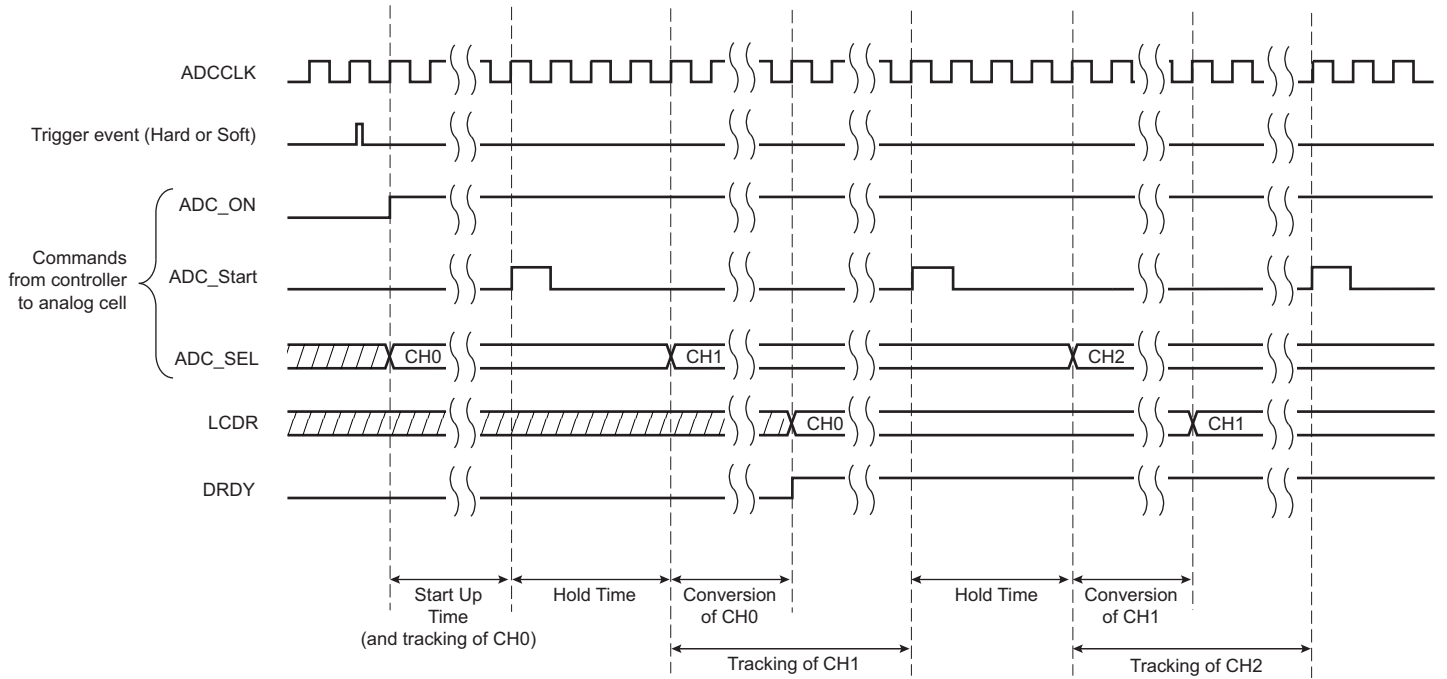 ADCCLK
Trigger event (Hard or Soft)
ADC_ON
Commands
from controller
to analog cell
ADC_Start
ADC_SEL
CH0
CH1
CH2
LCDR
CH0
CH1
DRDY
Start Up
Time
(and tracking of CH0)
Hold Time
Conversion
of CH0
Hold Time
Conversion
of CH1
Tracking of CH1
Tracking of CH2